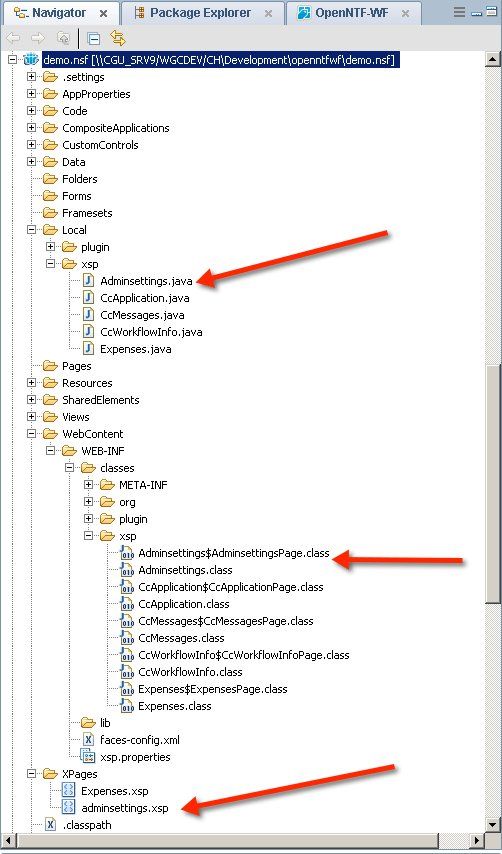 Navigator Package Explorer OpenNTF-WF
demo.nsf [\\CGU_SRV9/WGCDEV/CH\Development\openntfwf\demo.nsf]
.settings
AppProperties
Code
CompositeApplications
CustomControls
Data
Folders
Forms
Framesets
Local
plugin
xsp
Adminsettings.java
CcApplication.java
CcMessages.java
CcWorkflowInfo.java
Expenses.java
Pages
Resources
SharedElements
Views
WebContent
WEB-INF
classes
META-INF
org
plugin
xsp
Adminsettings$AdminsettingsPage.class
Adminsettings.class
CcApplication$CcApplicationPage.class
CcApplication.class
CcMessages$CcMessagesPage.class
CcMessages.class
CcWorkflowInfo$CcWorkflowInfoPage.class
CcWorkflowInfo.class
Expenses$ExpensesPage.class
Expenses.class
lib
faces-config.xml
xsp.properties
XPages
Expenses.xsp
adminsettings.xsp
.classpath